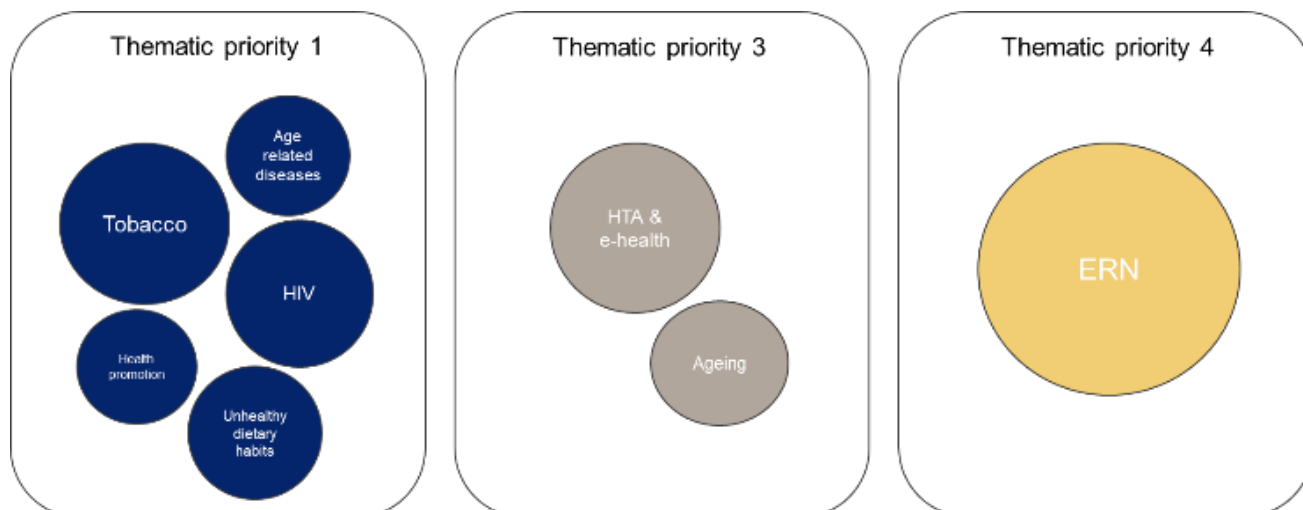 Thematic priority 1
Age
related
diseases
Tobacco
HIV
Health
promotion
Unhealthy
dietary
habits
Thematic priority 3
HTA &
e-health
Ageing
Thematic priority 4
ERN